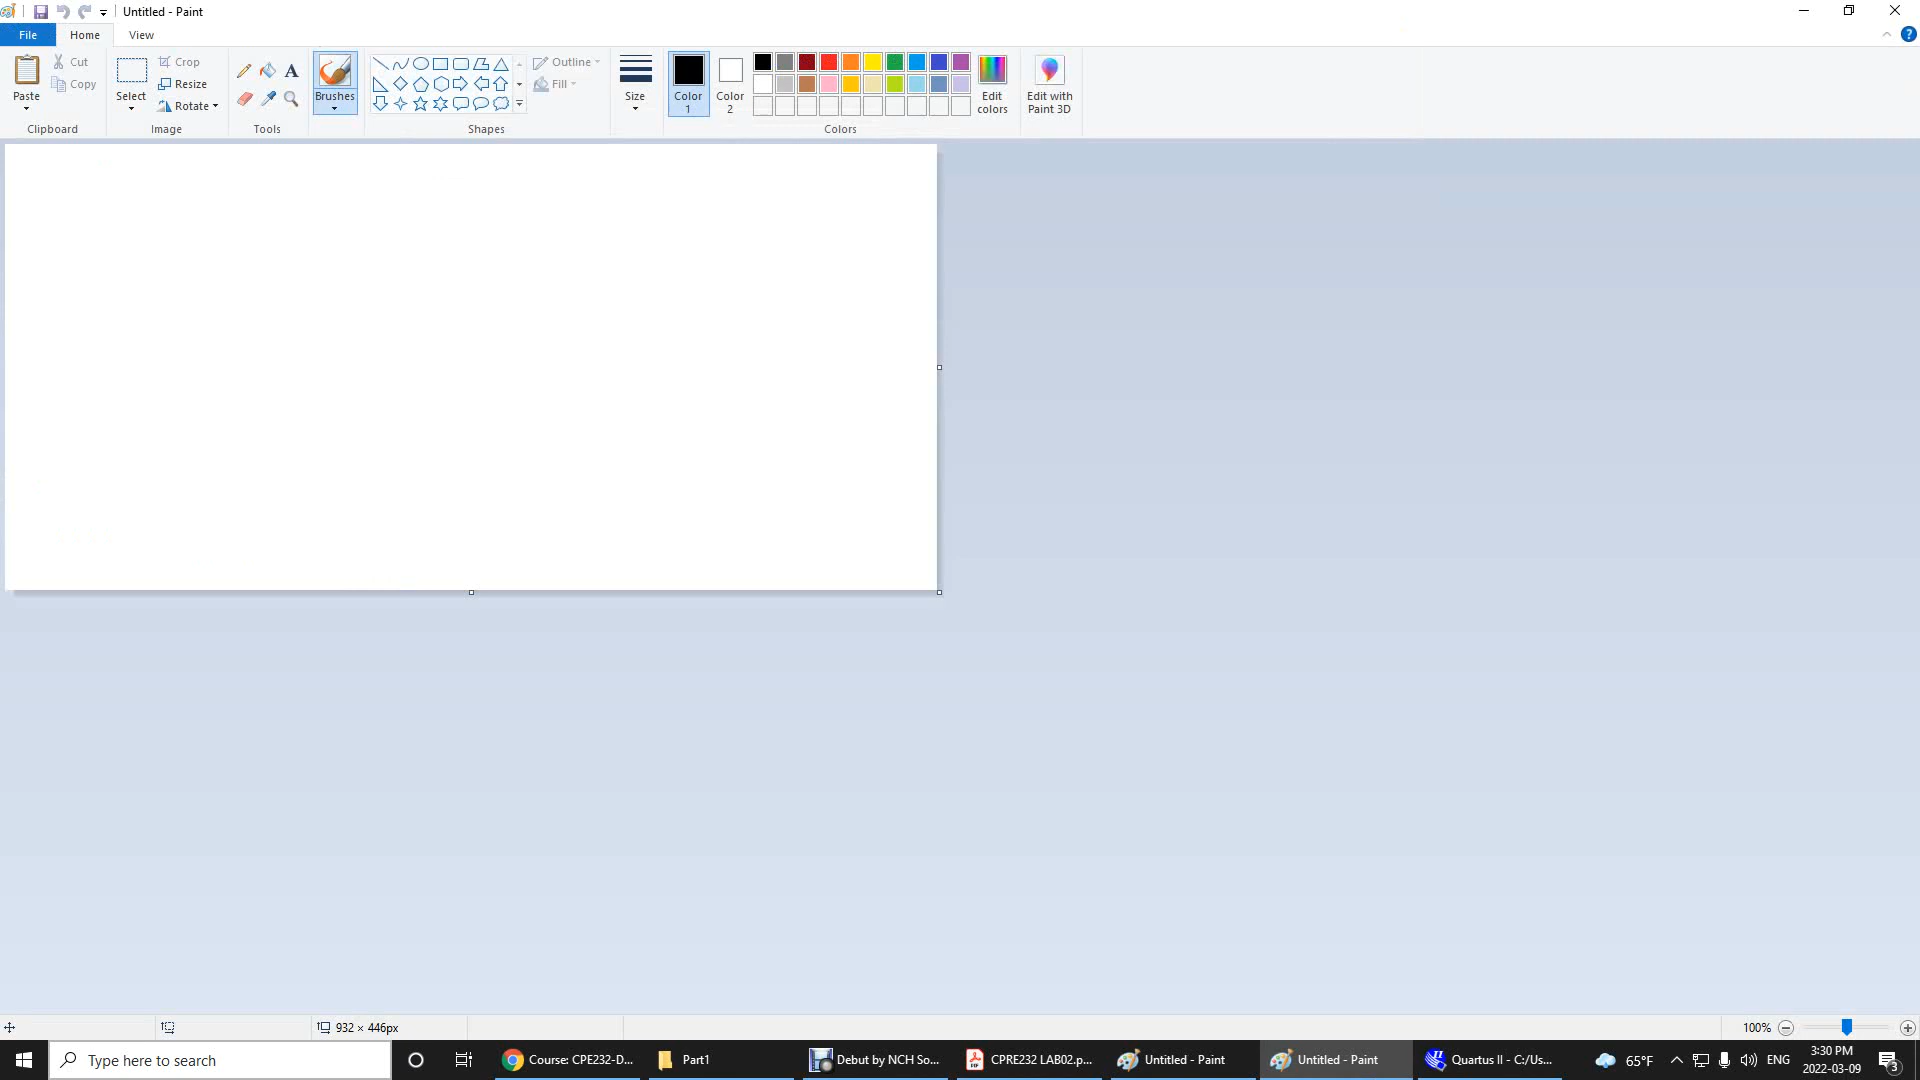 Untitled - Paint
File Home View
Paste Cut Copy
Clipboard
Select Crop Resize Rotate
Image
A
Tools
Brushes
Outline Fill
Shapes
Size
Color 1
Color 2
Edit colors
Colors
Edit with Paint 3D
932 × 446px
100%
Type here to search
Course: CPE232-D...
Part1
Debut by NCH So...
CPRE232 LAB02.p...
Untitled - Paint
Untitled - Paint
Quartus II - C:/Us...
65°F
ENG
3:30 PM
2022-03-09
3